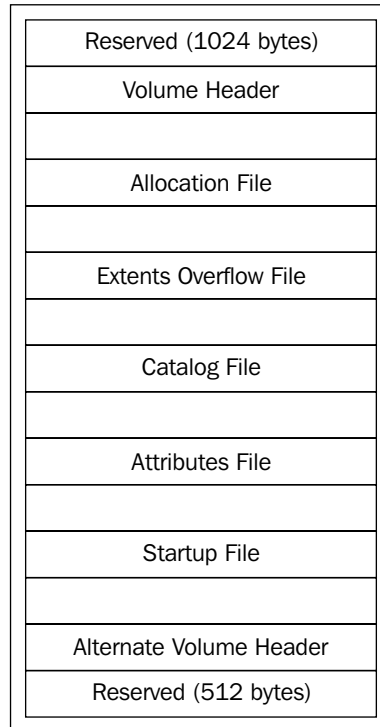 Reserved (1024 bytes)
Volume Header
Allocation File
Extents Overflow File
Catalog File
Attributes File
Startup File
Alternate Volume Header
Reserved (512 bytes)